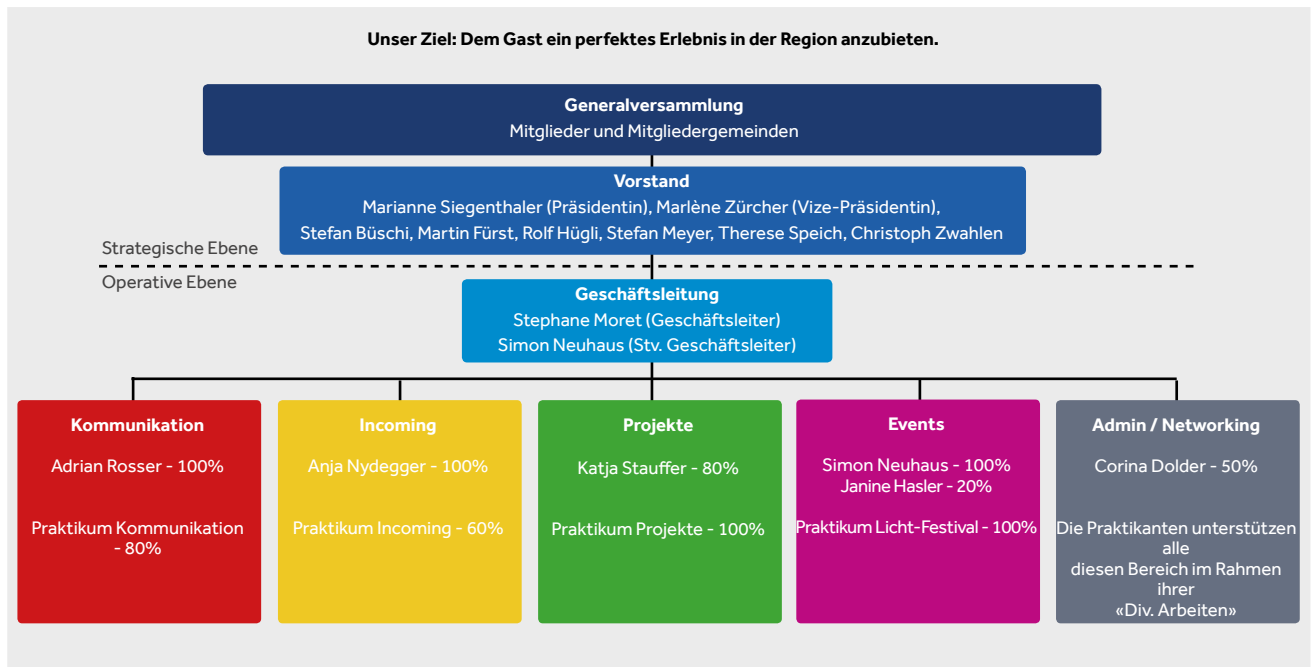 Unser Ziel: Dem Gast ein perfektes Erlebnis in der Region anzubieten.
Generalversammlung
Mitglieder und Mitgliedergemeinden
Vorstand
Marianne Siegenthaler (Präsidentin), Marlène Zürcher (Vize-Präsidentin),
Stefan Büschi, Martin Fürst, Rolf Hügli, Stefan Meyer, Therese Speich, Christoph Zwahlen
Strategische Ebene
Operative Ebene
Geschäftsleitung
Stephane Moret (Geschäftsleiter)
Simon Neuhaus (Stv. Geschäftsleiter)
Kommunikation
Adrian Rosser - 100%
Praktikum Kommunikation
- 80%
Incoming
Anja Nydegger - 100%
Praktikum Incoming - 60%
Projekte
Katja Stauffer - 80%
Praktikum Projekte - 100%
Events
Simon Neuhaus - 100%
Janine Hasler - 20%
Praktikum Licht-Festival - 100%
Admin / Networking
Corina Dolder - 50%
Die Praktikanten unterstützen
alle
diesen Bereich im Rahmen
ihrer
«Div. Arbeiten»